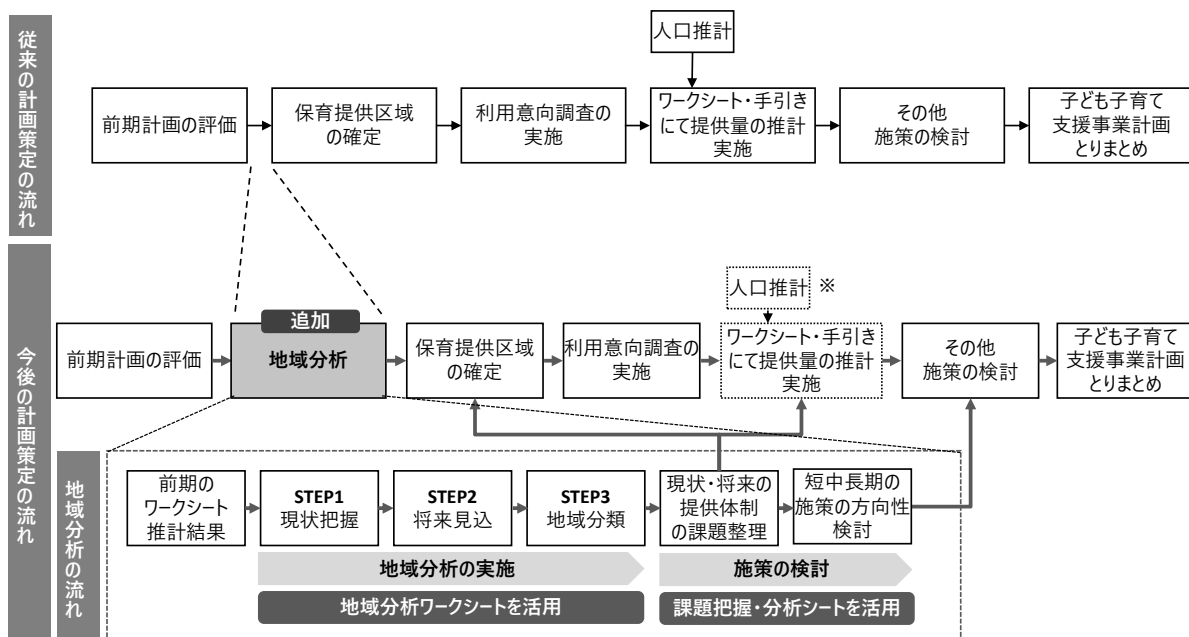 従来の計画策定の流れ
人口推計
前期計画の評価
保育提供区域
の確定
利用意向調査の
実施
ワークシート・手引き
にて提供量の推計
実施
その他
施策の検討
子ども子育て
支援事業計画
とりまとめ
今後の計画策定の流れ
人口推計 ※
前期計画の評価
追加
地域分析
保育提供区域
の確定
利用意向調査の
実施
ワークシート・手引き
にて提供量の推計
実施
その他
施策の検討
子ども子育て
支援事業計画
とりまとめ
地域分析の流れ
前期の
ワークシート
推計結果
STEP1
現状把握
STEP2
将来見込
STEP3
地域分類
現状・将来の
提供体制
の課題整理
短中長期の
施策の方向性
検討
地域分析の実施
施策の検討
地域分析ワークシートを活用
課題把握・分析シートを活用